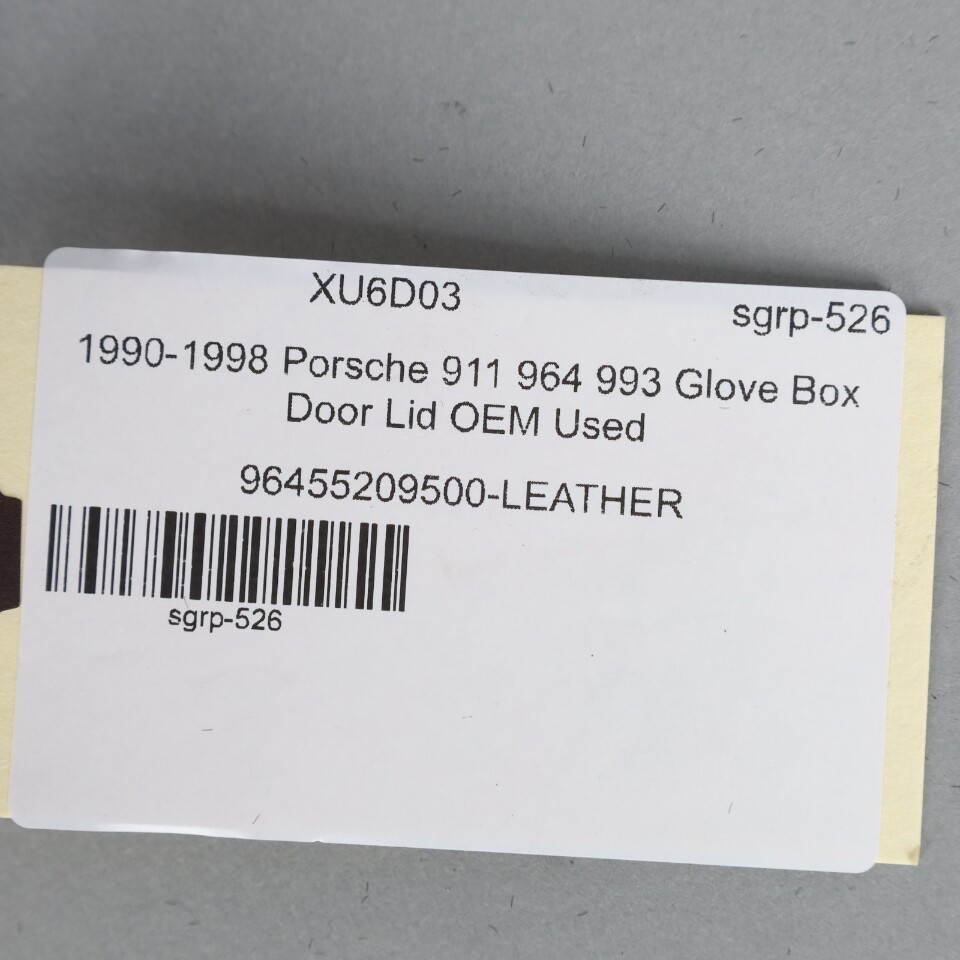 XU6D03
sgrp-526
1990-1998 Porsche 911 964 993 Glove Box
Door Lid OEM Used
96455209500-LEATHER
sgrp-526